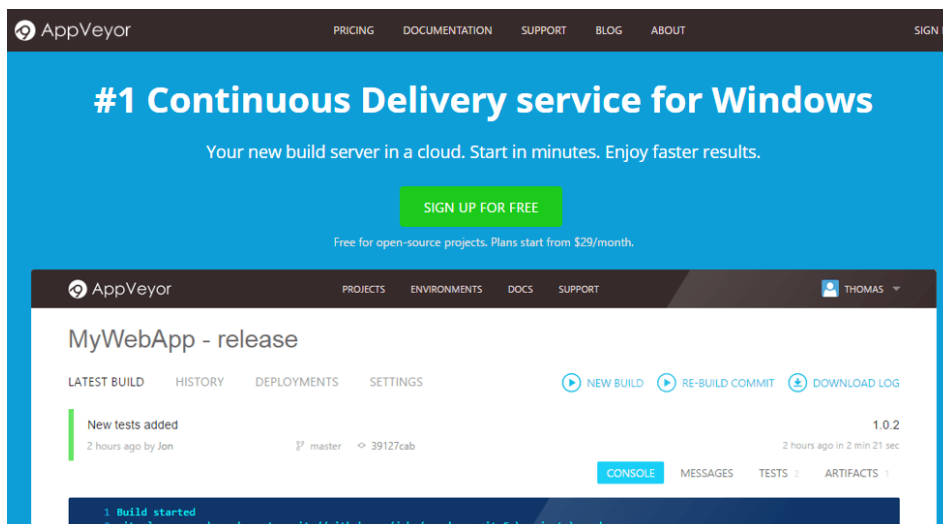 AppVeyor PRICING DOCUMENTATION SUPPORT BLOG ABOUT SIGN
#1 Continuous Delivery service for Windows
Your new build server in a cloud. Start in minutes. Enjoy faster results.
SIGN UP FOR FREE
Free for open-source projects. Plans start from $29/month.
AppVeyor PROJECTS ENVIRONMENTS DOCS SUPPORT THOMAS
MyWebApp - release
LATEST BUILD HISTORY DEPLOYMENTS SETTINGS NEW BUILD RE-BUILD COMMIT DOWNLOAD LOG
New tests added 1.0.2
2 hours ago by Jon master 39127cab 2 hours ago in 2 min 21 sec
CONSOLE MESSAGES TESTS 2 ARTIFACTS 1
1 Build started